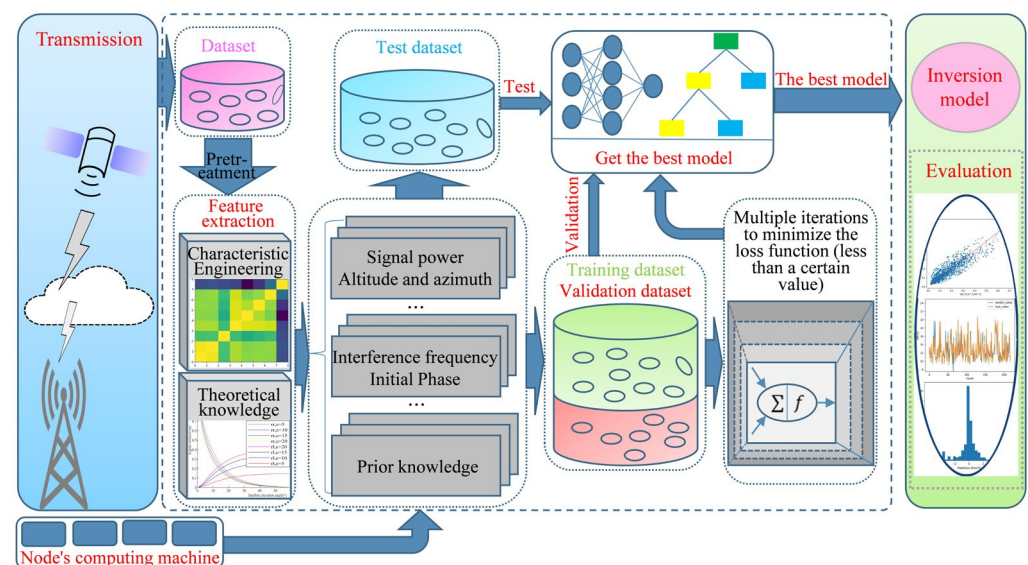 Transmission
Dataset
Pretr-
eatment
Feature
extraction
Characteristic
Engineering
Theoretical
knowledge
Test dataset
Signal power
Altitude and azimuth
...
Interference frequency
Initial Phase
...
Prior knowledge
Test
Get the best model
Validation
Training dataset
Validation dataset
Multiple iterations
to minimize the
loss function (less
than a certain
value)
Σ f
The best model
Inversion
model
Evaluation
Node's computing machine